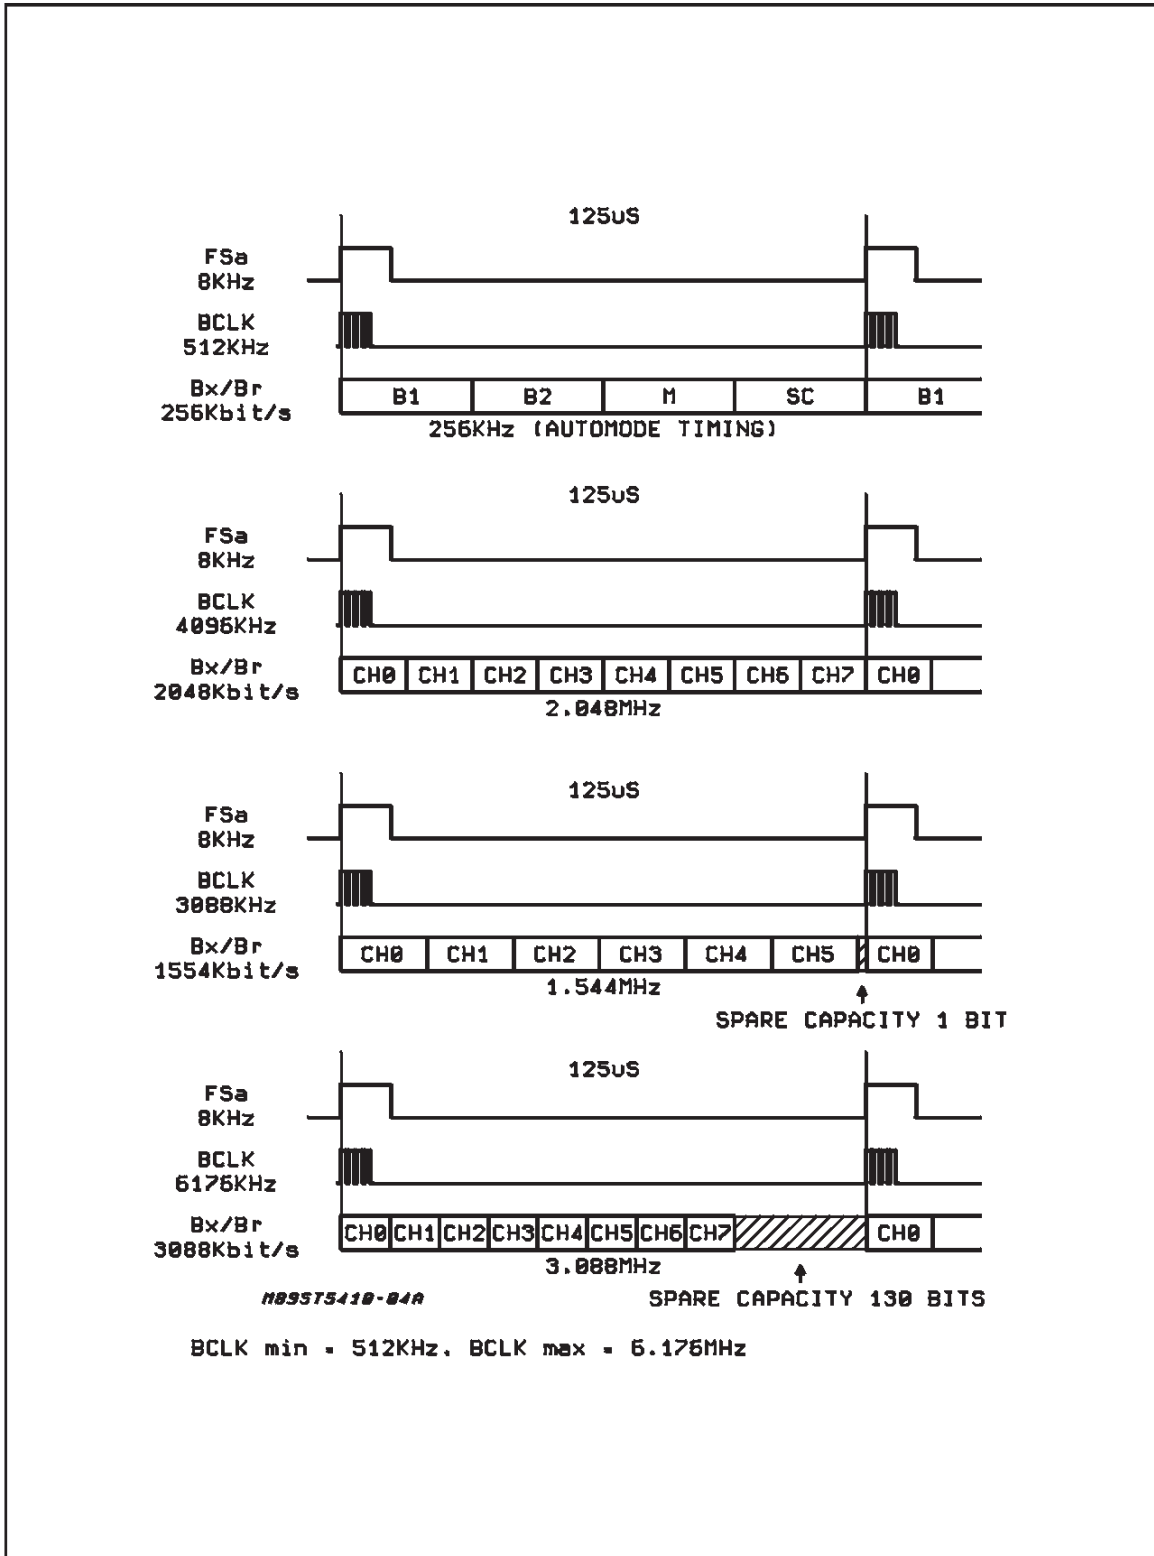 125uS
FSa
8KHz
BCLK
512KHz
Bx/Br
256Kbit/s
B1 B2 M SC B1
256KHz (AUTOMODE TIMING)
125uS
FSa
8KHz
BCLK
4096KHz
Bx/Br
2048Kbit/s
CH0 CH1 CH2 CH3 CH4 CH5 CH6 CH7 CH0
2.048MHz
125uS
FSa
8KHz
BCLK
3088KHz
Bx/Br
1554Kbit/s
CH0 CH1 CH2 CH3 CH4 CH5 CH0
1.544MHz
SPARE CAPACITY 1 BIT
125uS
FSa
8KHz
BCLK
6176KHz
Bx/Br
3088Kbit/s
CH0 CH1 CH2 CH3 CH4 CH5 CH6 CH7 CH0
3.088MHz
M89ST5410-04A
SPARE CAPACITY 130 BITS
BCLK min = 512KHz. BCLK max = 6.176MHz